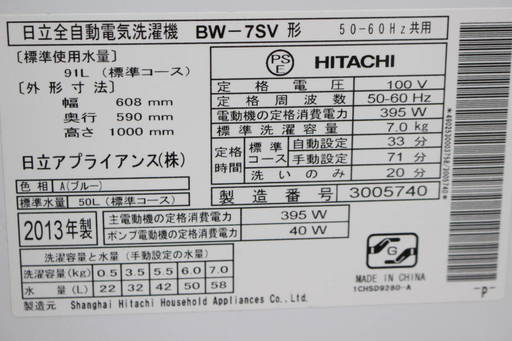 日立全自動電気洗濯機 BW-7SV 形 50-60Hz共用
〔標準使用水量〕
91L (標準コース)
〔外形寸法〕
幅 608 mm
奥行 590 mm
高さ 1000 mm
日立アプライアンス(株)
色相 A(ブルー)
標準水量 50L (標準コース)
PS
E
HITACHI
定格電圧 100 V
定格周波数 50-60 Hz
電動機の定格消費電力 395 W
標準洗濯容量 7.0 kg
定格時間 標準コース 自動設定 33 分
手動設定 71 分
洗いのみ 20 分
製造番号 3005740
2013年製
主電動機の定格消費電力 395 W
ポンプ電動機の定格消費電力 40 W
洗濯容量と水量 (手動設定の水量)
洗濯容量(kg) 0.5 3.5 5.5 6.0 7.0
水量(L) 22 32 42 50 58
G
MADE IN CHINA
1CHSD9280-A
-P-
製造元 Shanghai Hitachi Household Appliances Co.,Ltd.